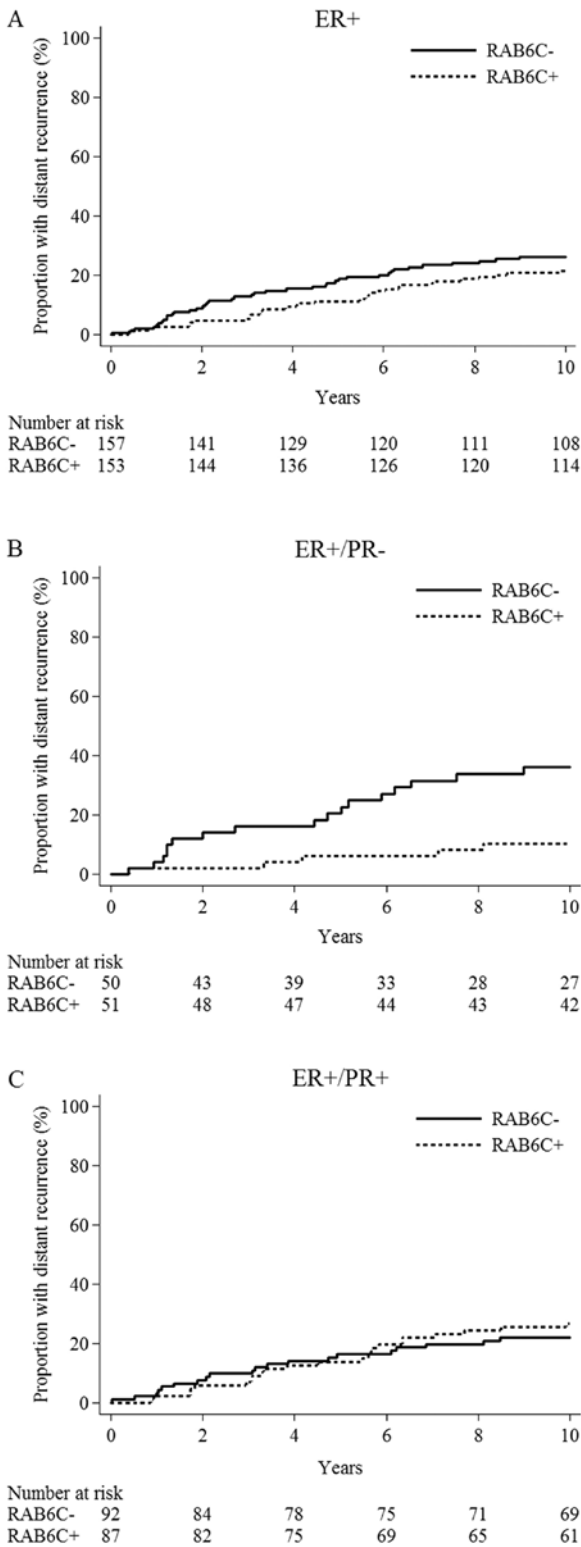 A
ER+
Proportion with distant recurrence (%)
100
80
60
40
20
0
RAB6C-
RAB6C+
0 2 4 6 8 10
Years
Number at risk
RAB6C- 157 141 129 120 111 108
RAB6C+ 153 144 136 126 120 114
B
ER+/PR-
Proportion with distant recurrence (%)
100
80
60
40
20
0
RAB6C-
RAB6C+
0 2 4 6 8 10
Years
Number at risk
RAB6C- 50 43 39 33 28 27
RAB6C+ 51 48 47 44 43 42
C
ER+/PR+
Proportion with distant recurrence (%)
100
80
60
40
20
0
RAB6C-
RAB6C+
0 2 4 6 8 10
Years
Number at risk
RAB6C- 92 84 78 75 71 69
RAB6C+ 87 82 75 69 65 61